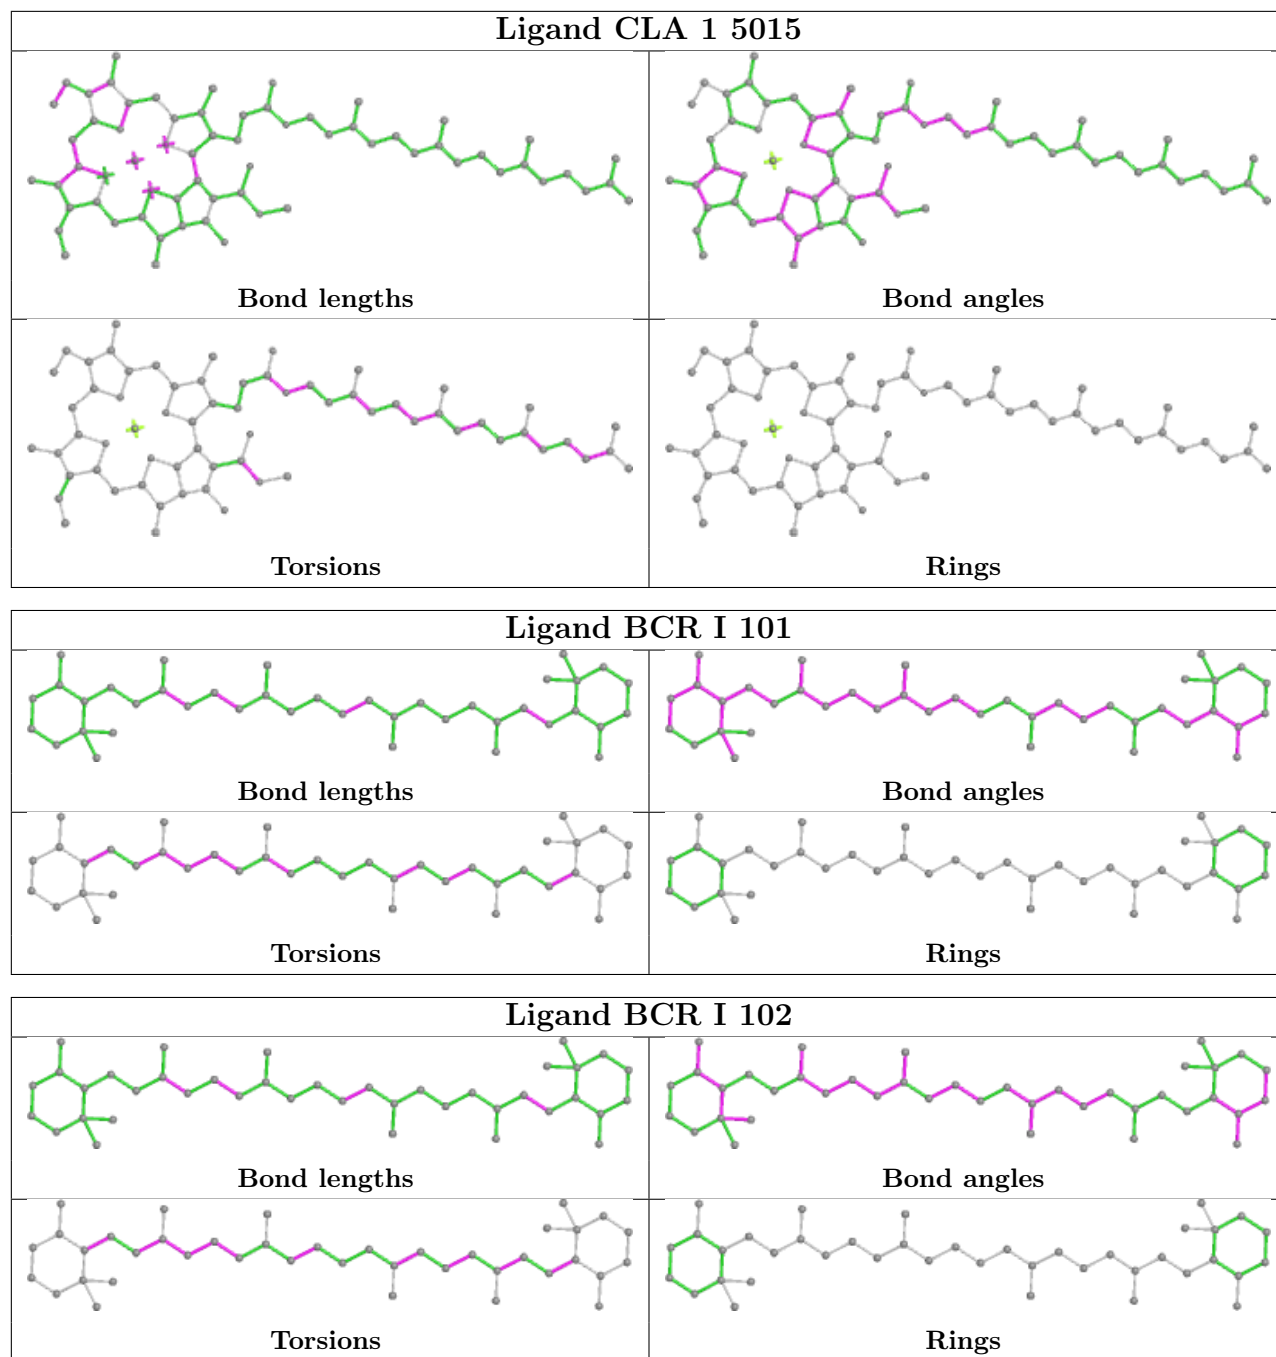 Ligand CLA 1 5015
Bond lengths
Bond angles
Torsions
Rings
Ligand BCR I 101
Bond lengths
Bond angles
Torsions
Rings
Ligand BCR I 102
Bond lengths
Bond angles
Torsions
Rings